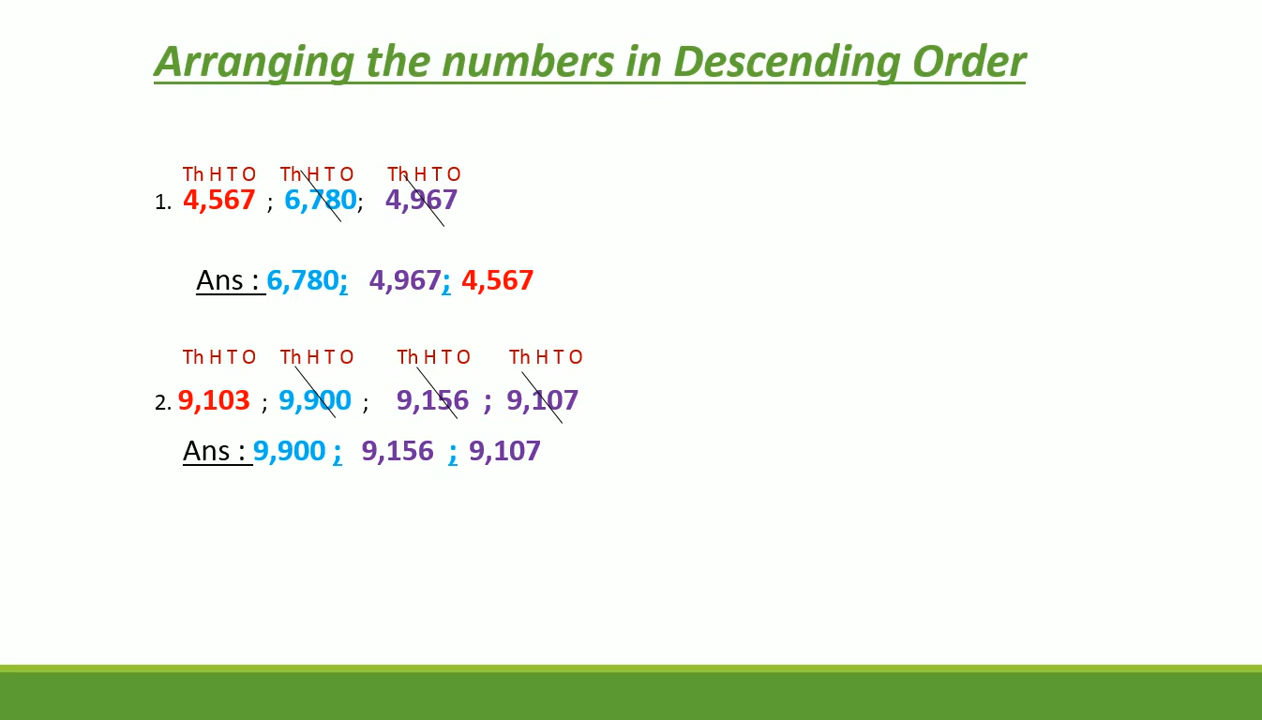 Arranging the numbers in Descending Order
Th H T O Th H T O Th H T O
1. 4,567 ; 6,780; 4,967
Ans : 6,780; 4,967; 4,567
Th H T O Th H T O Th H T O Th H T O
2. 9,103 ; 9,900 ; 9,156 ; 9,107
Ans : 9,900 ; 9,156 ; 9,107